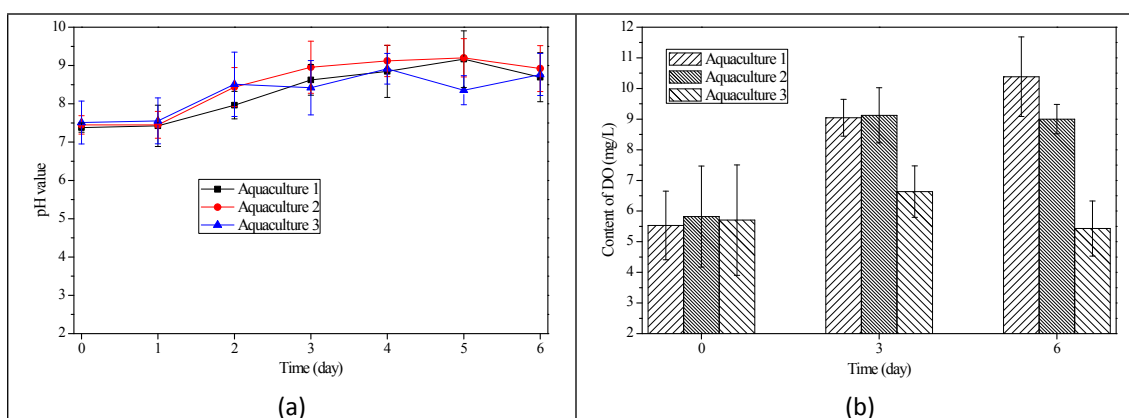 10
9
8
7
6
5
4
3
2
pH value
Aquaculture 1
Aquaculture 2
Aquaculture 3
0 1 2 3 4 5 6
Time (day)
(a)
12
11
10
9
8
7
6
5
4
3
2
Content of DO (mg/L)
Aquaculture 1
Aquaculture 2
Aquaculture 3
0 3 6
Time (day)
(b)